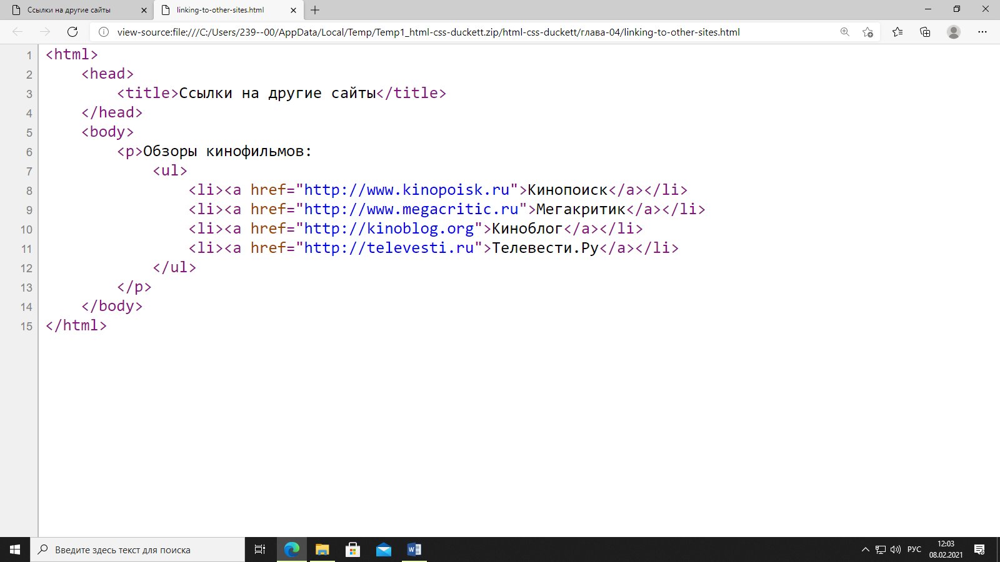 Ссылки на другие сайты
linking-to-other-sites.html
view-source:file:///C:/Users/239--00/AppData/Local/Temp/Temp1_html-css-duckett.zip/html-css-duckett/глава-04/linking-to-other-sites.html
1 <html>
2 <head>
3 <title>Ссылки на другие сайты</title>
4 </head>
5 <body>
6 <p>Обзоры кинофильмов:
7 <ul>
8 <li><a href="http://www.kinopoisk.ru">Кинопоиск</a></li>
9 <li><a href="http://www.megacritic.ru">Мегакритик</a></li>
10 <li><a href="http://kinoblog.org">Киноблог</a></li>
11 <li><a href="http://televesti.ru">Телевести.Ру</a></li>
12 </ul>
13 </p>
14 </body>
15 </html>
Введите здесь текст для поиска
РУС
12:03
08.02.2021